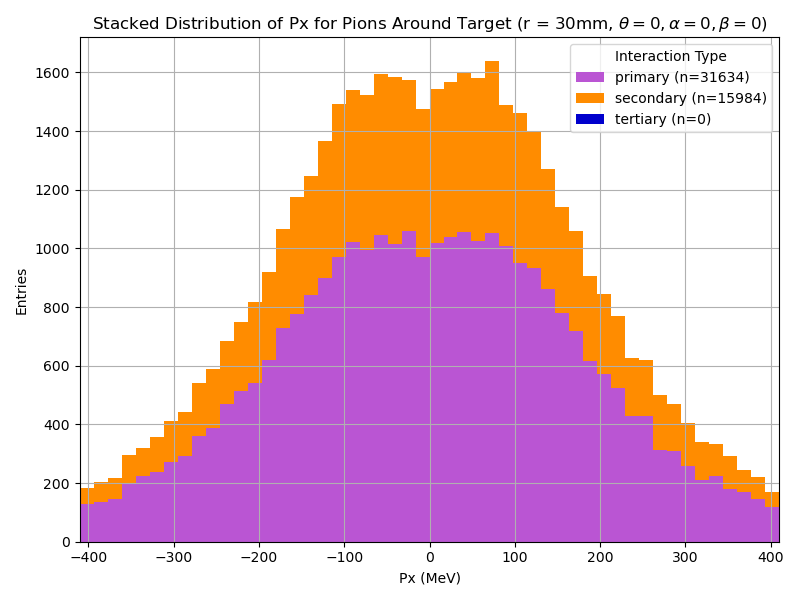 Stacked Distribution of Px for Pions Around Target (r = 30mm, θ = 0, α = 0, β = 0)
Interaction Type
primary (n=31634)
secondary (n=15984)
tertiary (n=0)
1600
1400
1200
1000
800
600
400
200
0
Entries
−400 −300 −200 −100 0 100 200 300 400
Px (MeV)